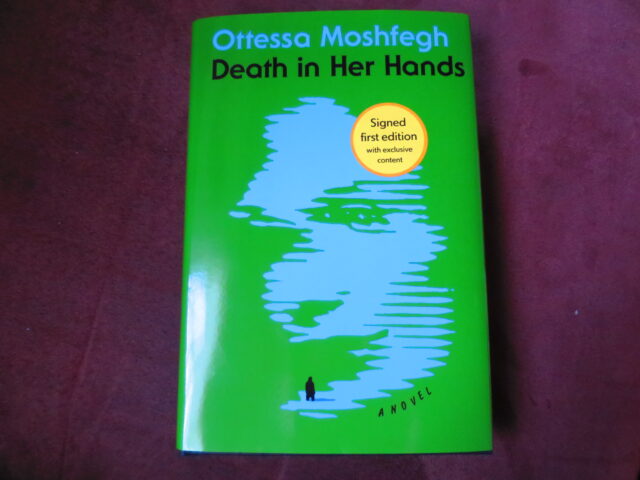 Ottessa Moshfegh
Death in Her Hands
Signed
first edition
with exclusive
content
A NOVEL